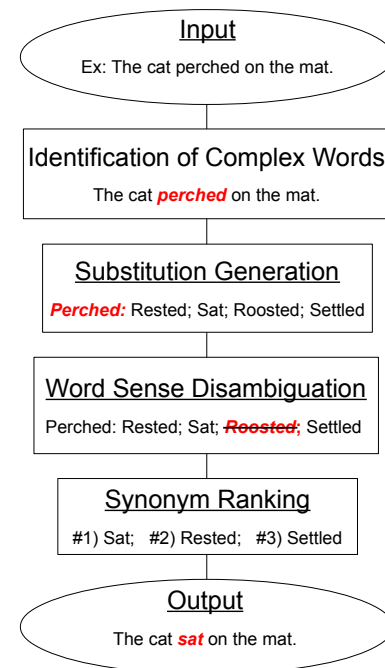 Input
Ex: The cat perched on the mat.
Identification of Complex Words
The cat perched on the mat.
Substitution Generation
Perched: Rested; Sat; Roosted; Settled
Word Sense Disambiguation
Perched: Rested; Sat; Roosted; Settled
Synonym Ranking
#1) Sat; #2) Rested; #3) Settled
Output
The cat sat on the mat.